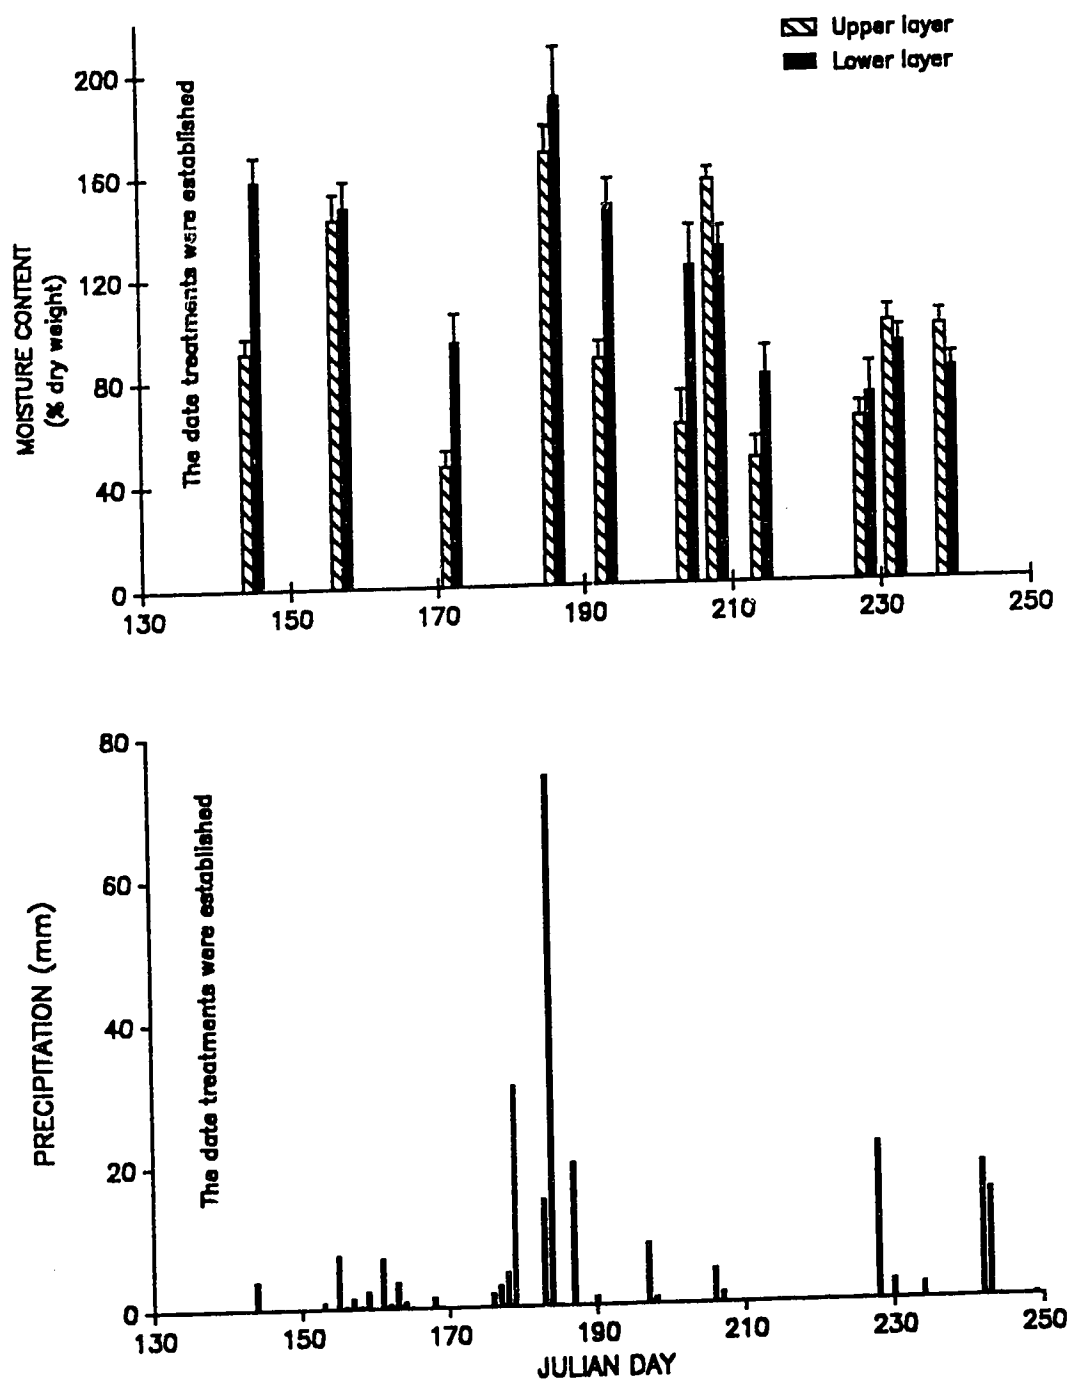 Upper layer
Lower layer
MOISTURE CONTENT
(% dry weight)
200
160
120
80
40
0
The date treatments were established
130 150 170 190 210 230 250
PRECIPITATION (mm)
80
60
40
20
0
The date treatments were established
130 150 170 190 210 230 250
JULIAN DAY